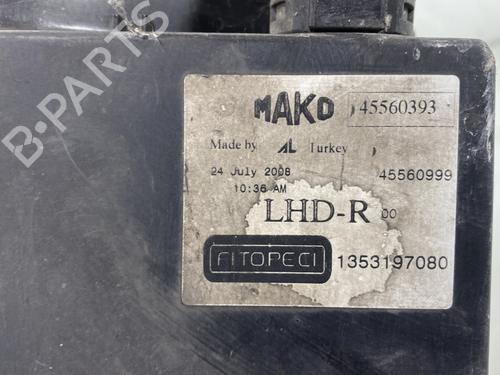 MAKO
45560393
Made by AL Turkey
24 July 2008
45560999
10:36 AM
LHD-R 00
FITOPECI
1353197080
B-PARTS